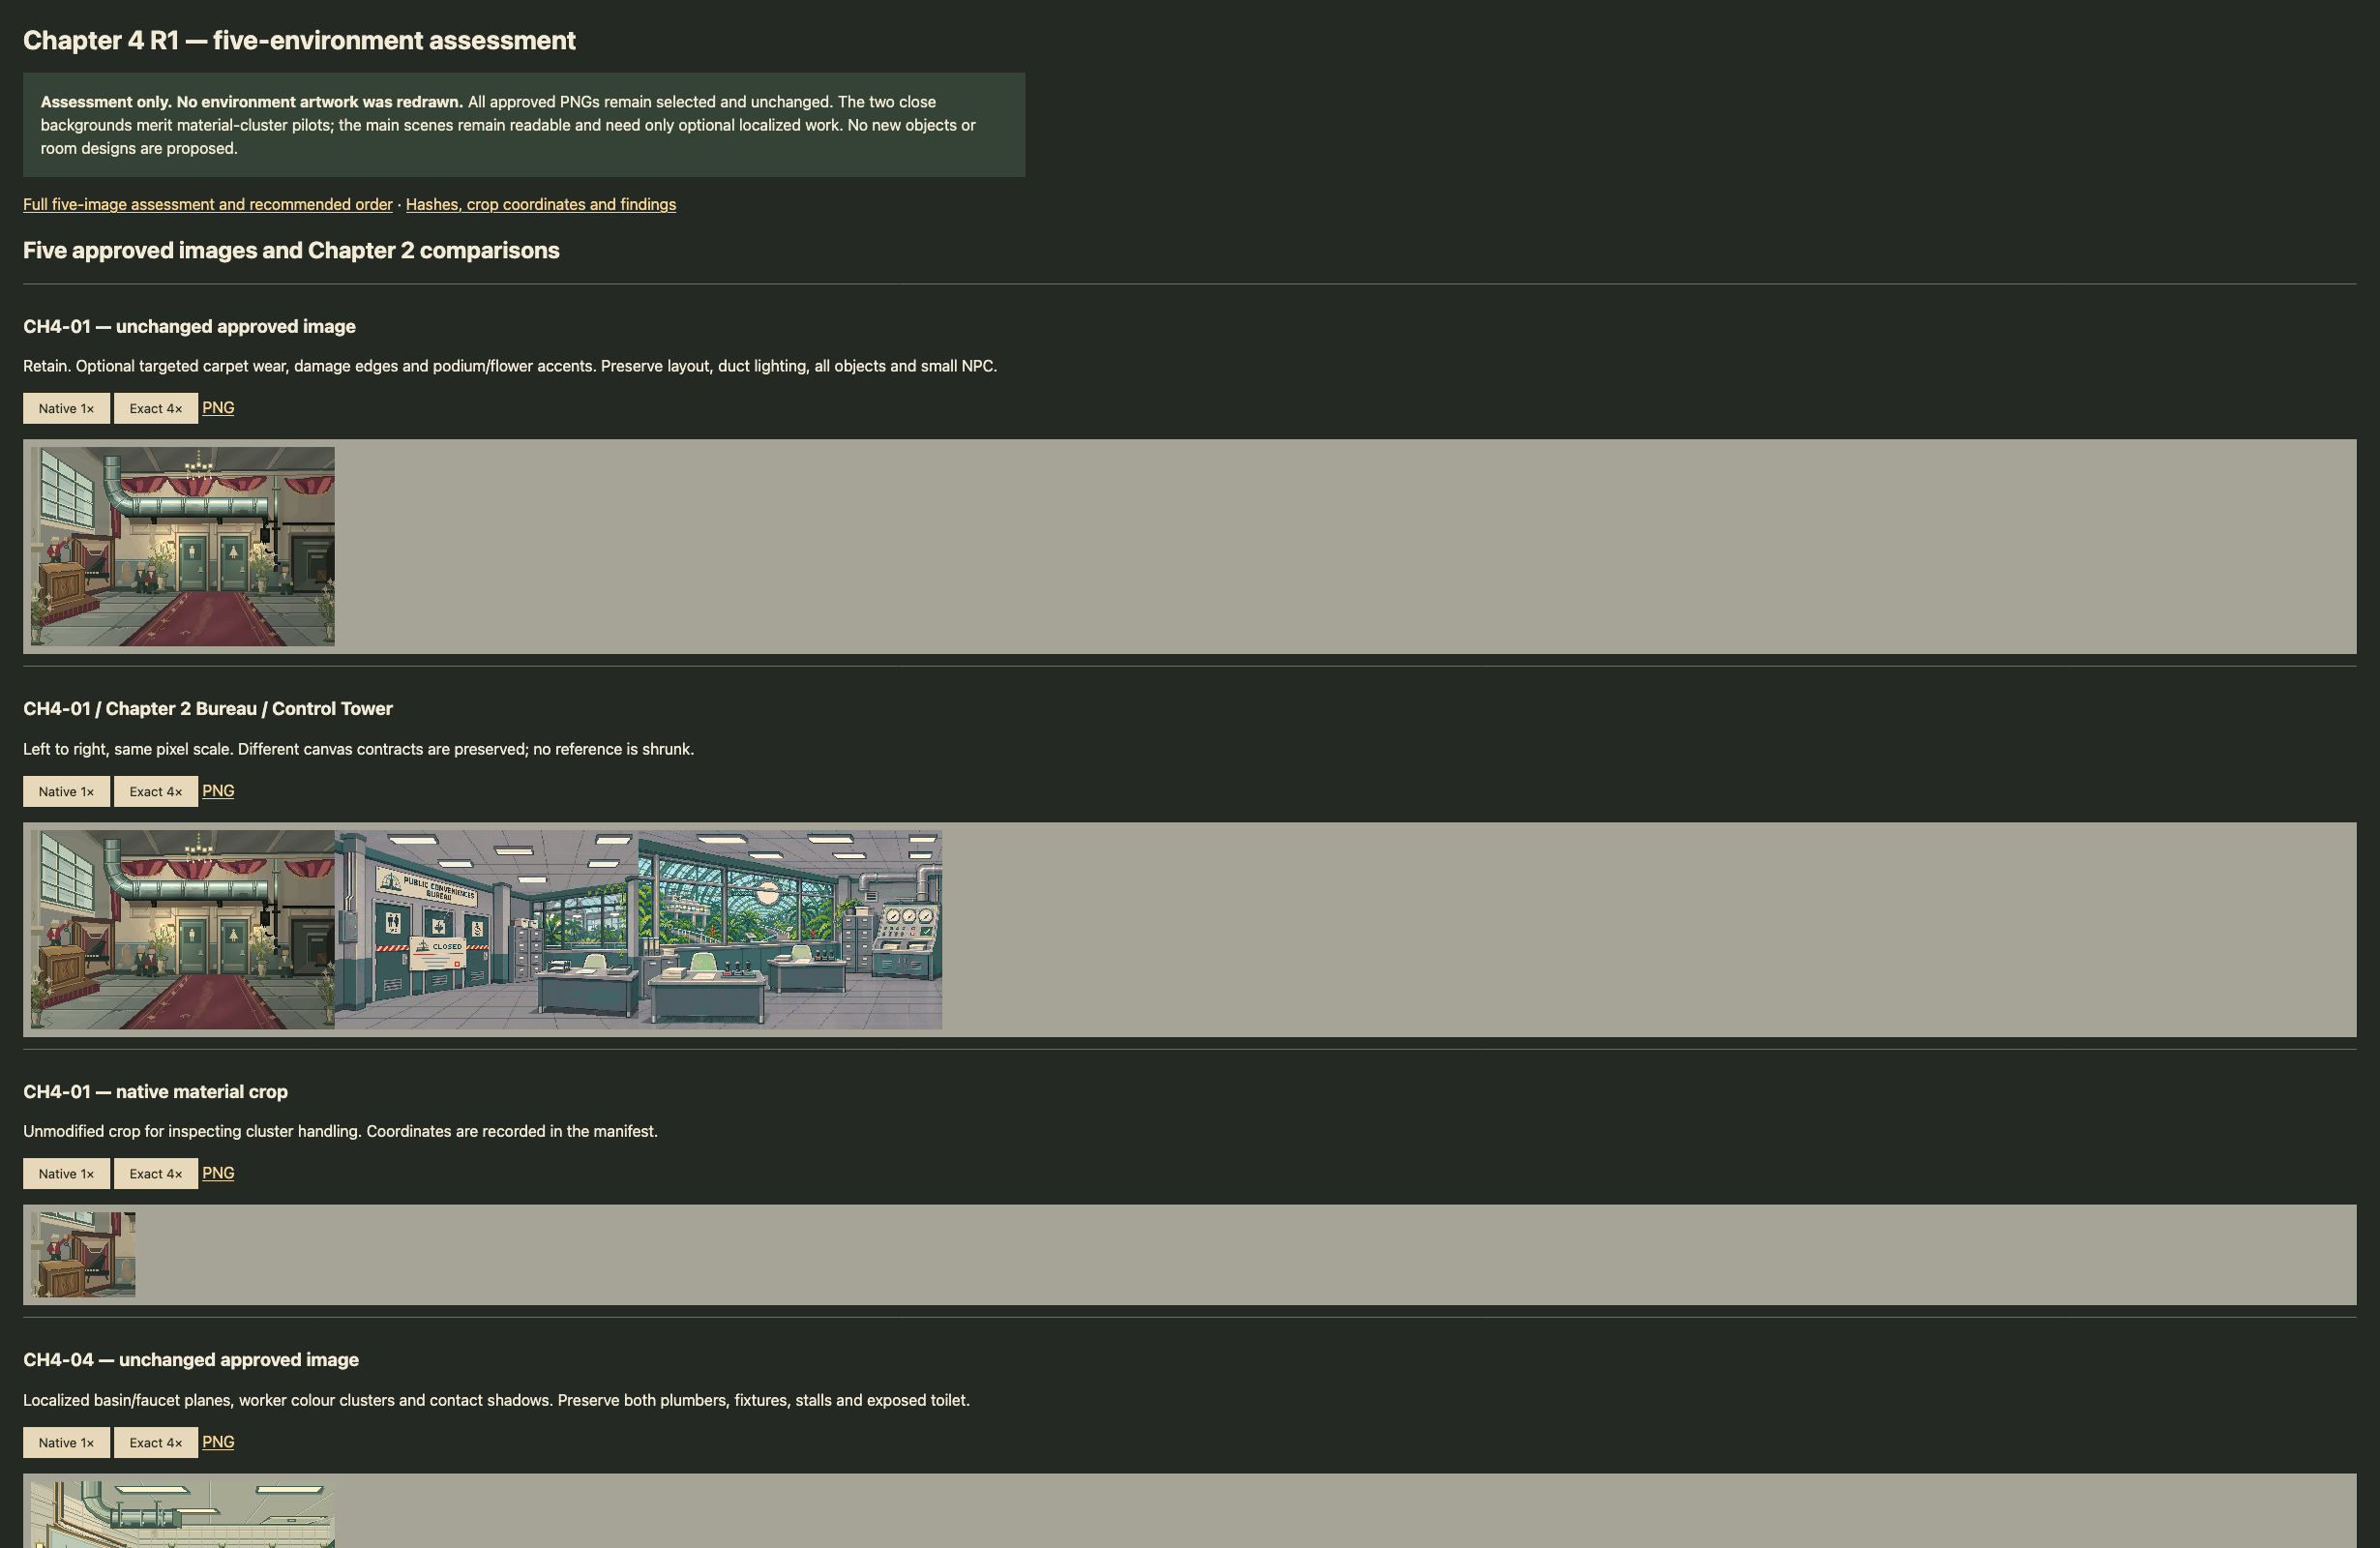 Chapter 4 R1 — five-environment assessment
Assessment only. No environment artwork was redrawn. All approved PNGs remain selected and unchanged. The two close
backgrounds merit material-cluster pilots; the main scenes remain readable and need only optional localized work. No new objects or
room designs are proposed.
Full five-image assessment and recommended order · Hashes, crop coordinates and findings
Five approved images and Chapter 2 comparisons
CH4-01 — unchanged approved image
Retain. Optional targeted carpet wear, damage edges and podium/flower accents. Preserve layout, duct lighting, all objects and small NPC.
Native 1× Exact 4× PNG
CH4-01 / Chapter 2 Bureau / Control Tower
Left to right, same pixel scale. Different canvas contracts are preserved; no reference is shrunk.
Native 1× Exact 4× PNG
PUBLIC CONVENIENCES
BUREAU
CLOSED
CH4-01 — native material crop
Unmodified crop for inspecting cluster handling. Coordinates are recorded in the manifest.
Native 1× Exact 4× PNG
CH4-04 — unchanged approved image
Localized basin/faucet planes, worker colour clusters and contact shadows. Preserve both plumbers, fixtures, stalls and exposed toilet.
Native 1× Exact 4× PNG